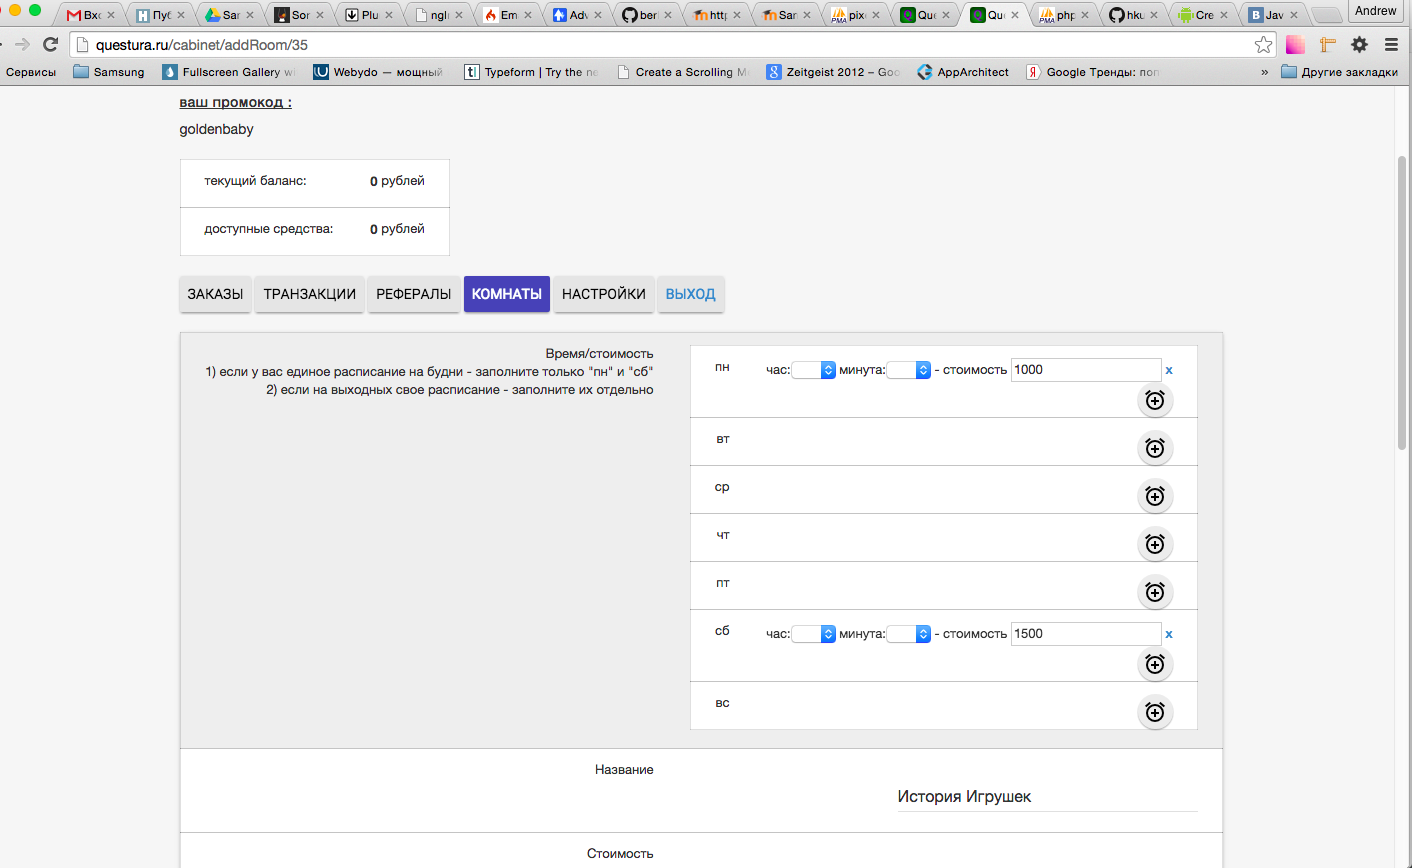 Вхс
Пуб
Sar
Sor
Plu
ngl
Em
Adv
ber
http
Sar
pixe
Que
Que
php
hku
Cre
Jav
Andrew
questura.ru/cabinet/addRoom/35
Сервисы
Samsung
Fullscreen Gallery w
Webydo — мощный
Typeform | Try the ne
Create a Scrolling M
Zeitgeist 2012 – Goo
AppArchitect
Google Тренды: поп
»
Другие закладки
ваш промокод :
goldenbaby
текущий баланс: 0 рублей
доступные средства: 0 рублей
ЗАКАЗЫ
ТРАНЗАКЦИИ
РЕФЕРАЛЫ
КОМНАТЫ
НАСТРОЙКИ
ВЫХОД
Время/стоимость
1) если у вас единое расписание на будни - заполните только "пн" и "сб"
2) если на выходных свое расписание - заполните их отдельно
пн час: минута: - стоимость 1000 x
вт
ср
чт
пт
сб час: минута: - стоимость 1500 x
вс
Название
История Игрушек
Стоимость